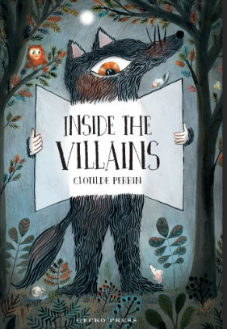 INSIDE THE
VILLAINS
CLOTILDE PERRIN
GECKO PRESS